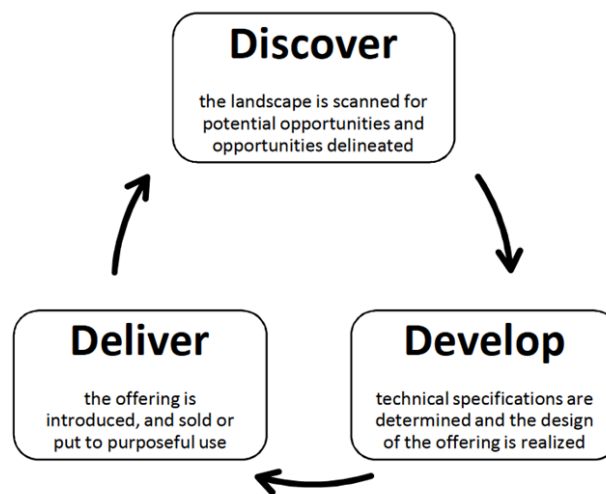 Discover
the landscape is scanned for
potential opportunities and
opportunities delineated
Deliver
the offering is
introduced, and sold or
put to purposeful use
Develop
technical specifications are
determined and the design
of the offering is realized